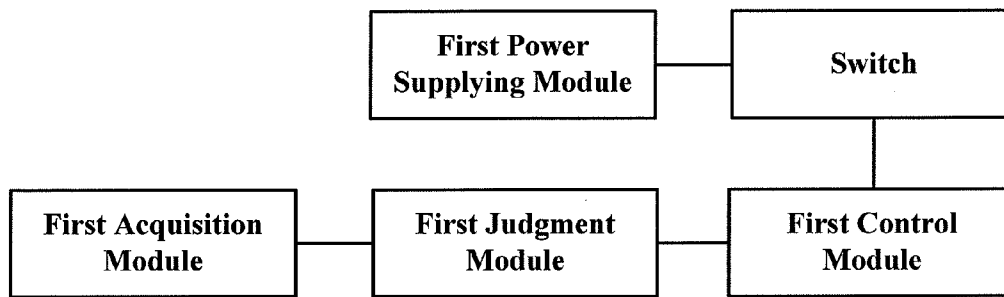 First Power
Supplying Module
Switch
First Acquisition
Module
First Judgment
Module
First Control
Module